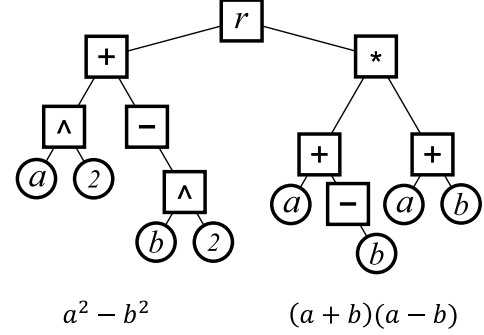 r
+ *
^ − + +
a 2 ^ a − a b
b 2 b
a² − b² (a + b)(a − b)